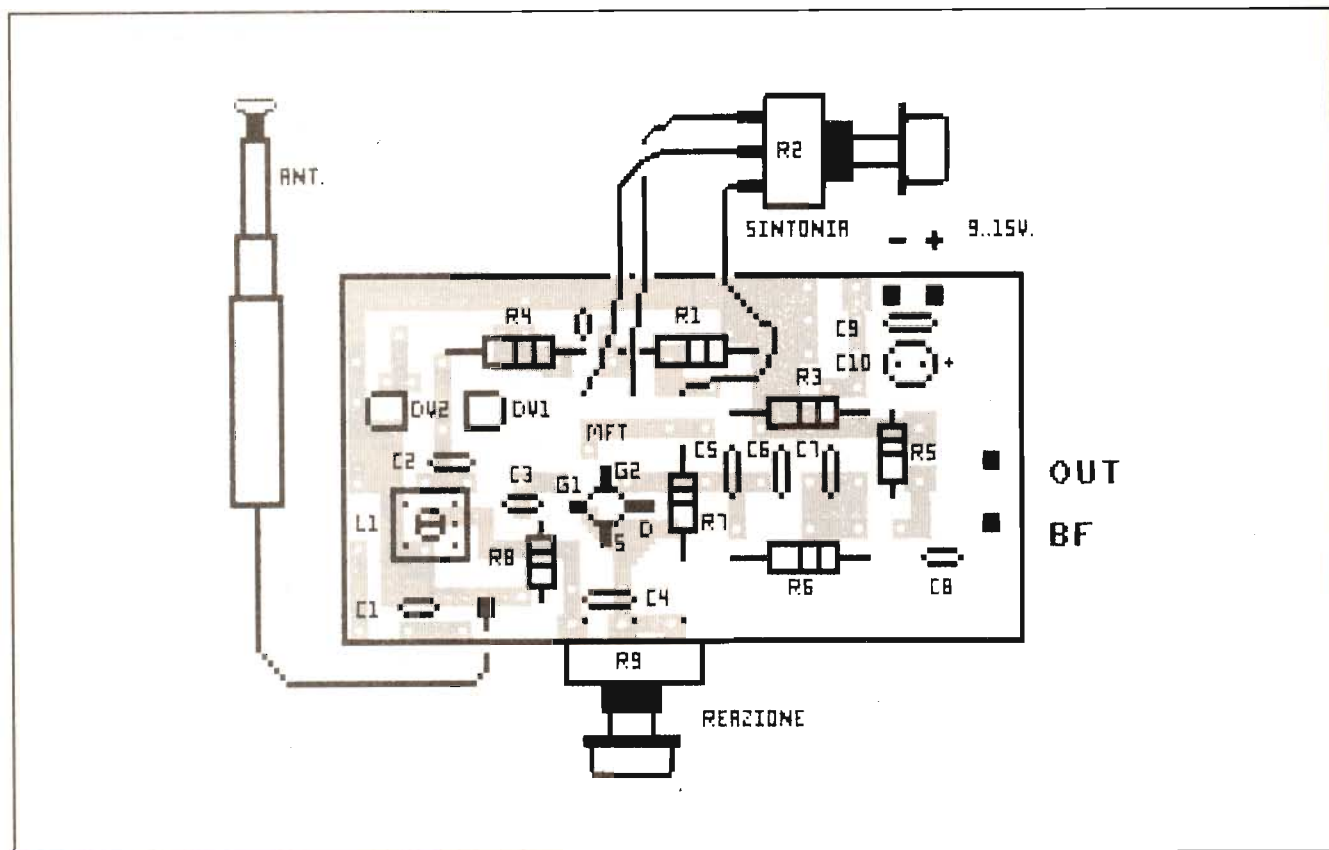 ANT.
R2
SINTONIA
- + 9..15V.
R4
R1
C9
C10 +
R3
DV2
DV1
MFT
C2
C3
G1
G2
C5
C6
C7
R5
OUT
L1
D
R7
S
BF
R8
R6
C8
C1
C4
R9
REAZIONE